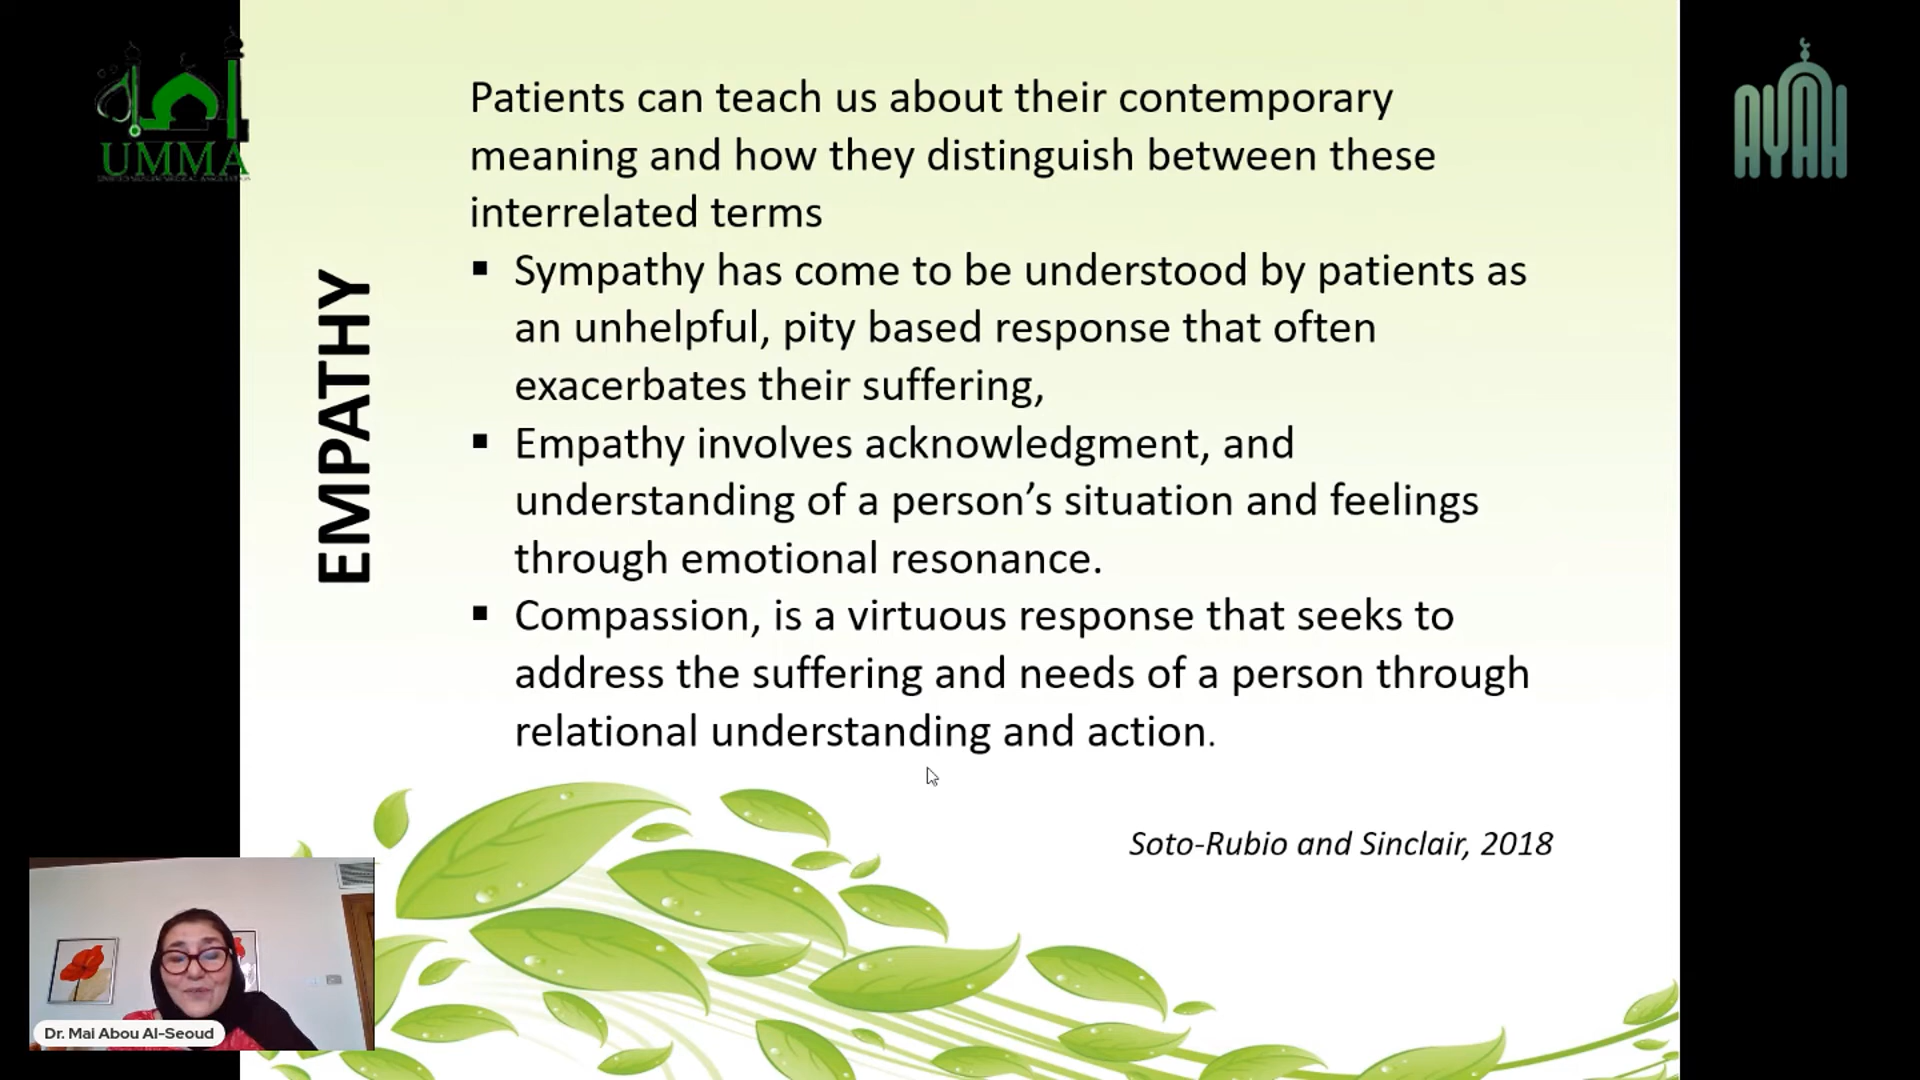 امة
UMMA
AYAH
EMPATHY
Patients can teach us about their contemporary
meaning and how they distinguish between these
interrelated terms
▪ Sympathy has come to be understood by patients as
an unhelpful, pity based response that often
exacerbates their suffering,
▪ Empathy involves acknowledgment, and
understanding of a person’s situation and feelings
through emotional resonance.
▪ Compassion, is a virtuous response that seeks to
address the suffering and needs of a person through
relational understanding and action.
Soto-Rubio and Sinclair, 2018
Dr. Mai Abou Al-Seoud